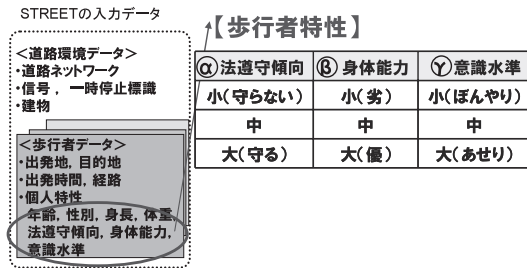 STREETの入力データ
<道路環境データ>
・道路ネットワーク
・信号，一時停止標識
・建物
<歩行者データ>
・出発地，目的地
・出発時間，経路
・個人特性
年齢，性別，身長，体重，
法遵守傾向，身体能力，
意識水準
【歩行者特性】
α法遵守傾向 β 身体能力 γ意識水準
小（守らない） 小（劣） 小（ぼんやり）
中 中 中
大（守る） 大（優） 大（あせり）